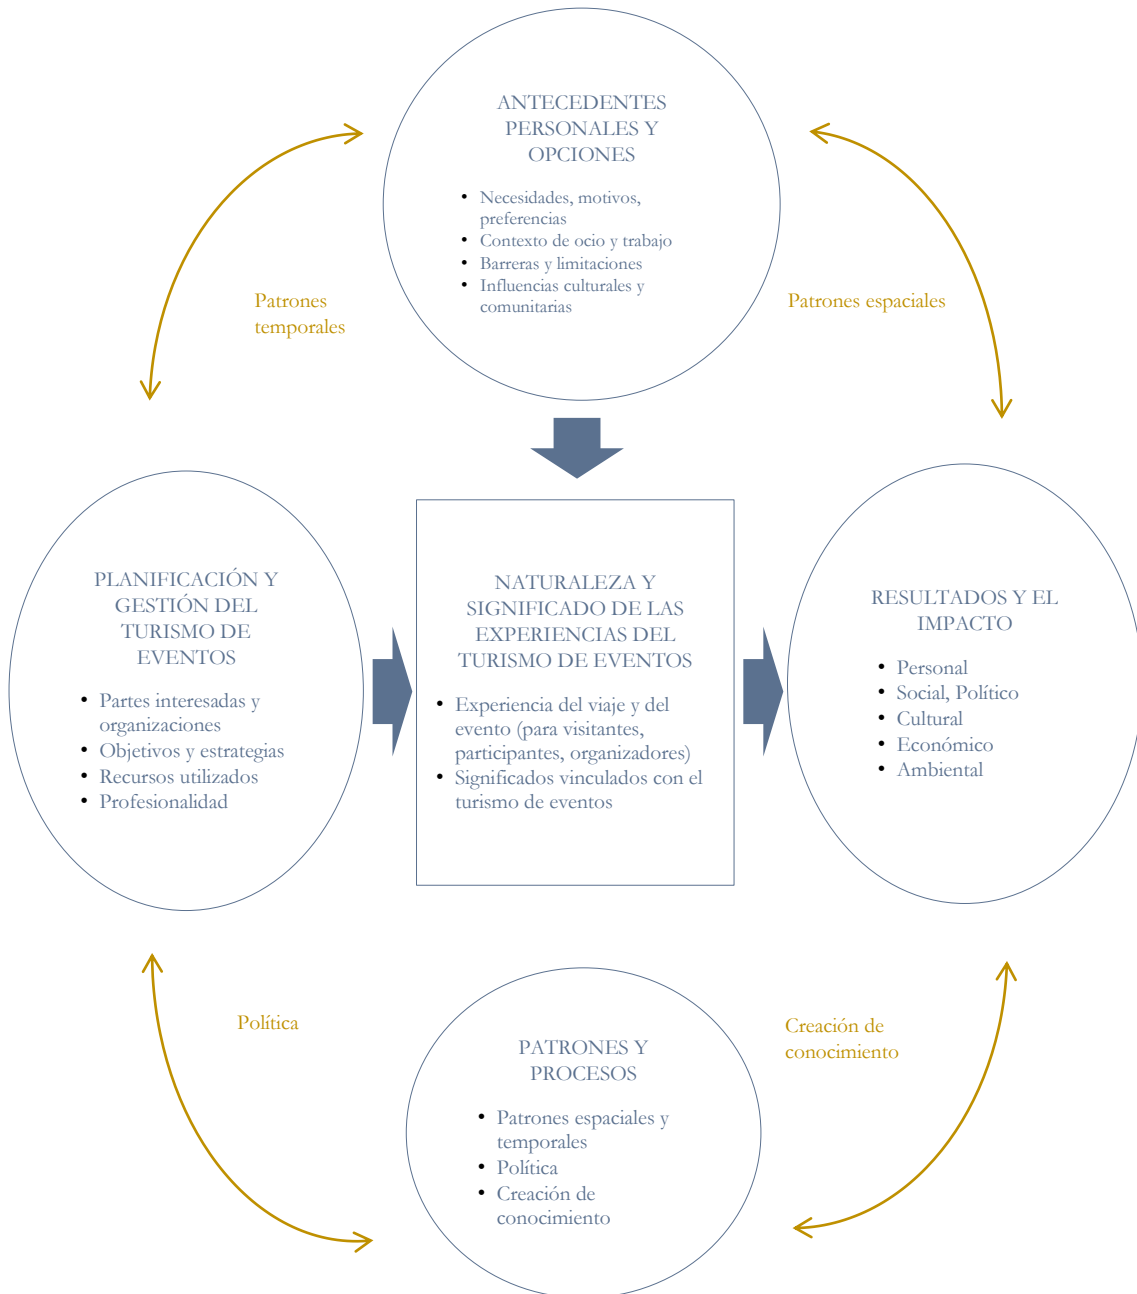 ANTECEDENTES
PERSONALES Y
OPCIONES
• Necesidades, motivos,
preferencias
• Contexto de ocio y trabajo
• Barreras y limitaciones
• Influencias culturales y
comunitarias
Patrones
temporales
Patrones espaciales
PLANIFICACIÓN Y
GESTIÓN DEL
TURISMO DE
EVENTOS
• Partes interesadas y
organizaciones
• Objetivos y estrategias
• Recursos utilizados
• Profesionalidad
NATURALEZA Y
SIGNIFICADO DE LAS
EXPERIENCIAS DEL
TURISMO DE EVENTOS
• Experiencia del viaje y del
evento (para visitantes,
participantes, organizadores)
• Significados vinculados con el
turismo de eventos
RESULTADOS Y EL
IMPACTO
• Personal
• Social, Político
• Cultural
• Económico
• Ambiental
Política
Creación de
conocimiento
PATRONES Y
PROCESOS
• Patrones espaciales y
temporales
• Política
• Creación de
conocimiento